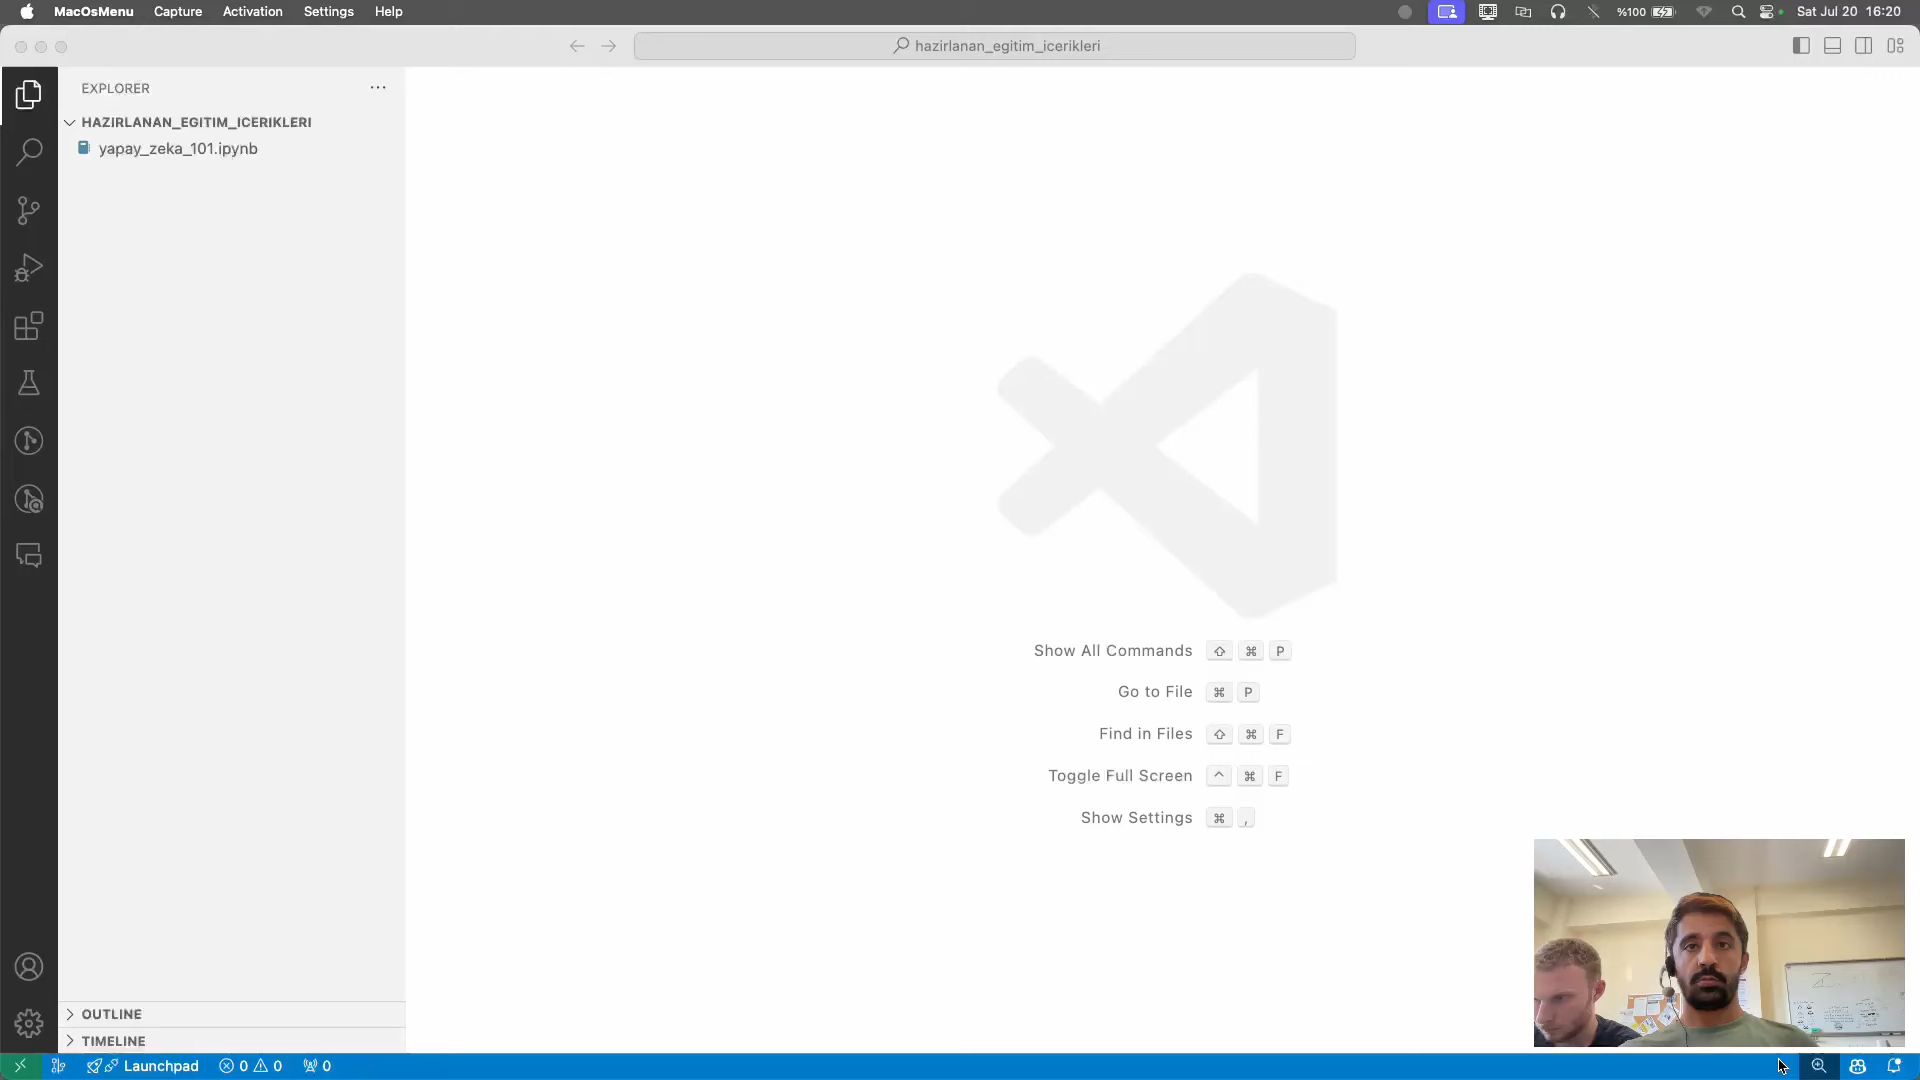 MacOsMenu Capture Activation Settings Help
%100 Sat Jul 20 16:20
hazirlanan_egitim_icerikleri
EXPLORER
HAZIRLANAN_EGITIM_ICERIKLERI
yapay_zeka_101.ipynb
Show All Commands ⇧ ⌘ P
Go to File ⌘ P
Find in Files ⇧ ⌘ F
Toggle Full Screen ^ ⌘ F
Show Settings ⌘ ,
OUTLINE
TIMELINE
Launchpad 0 0 0